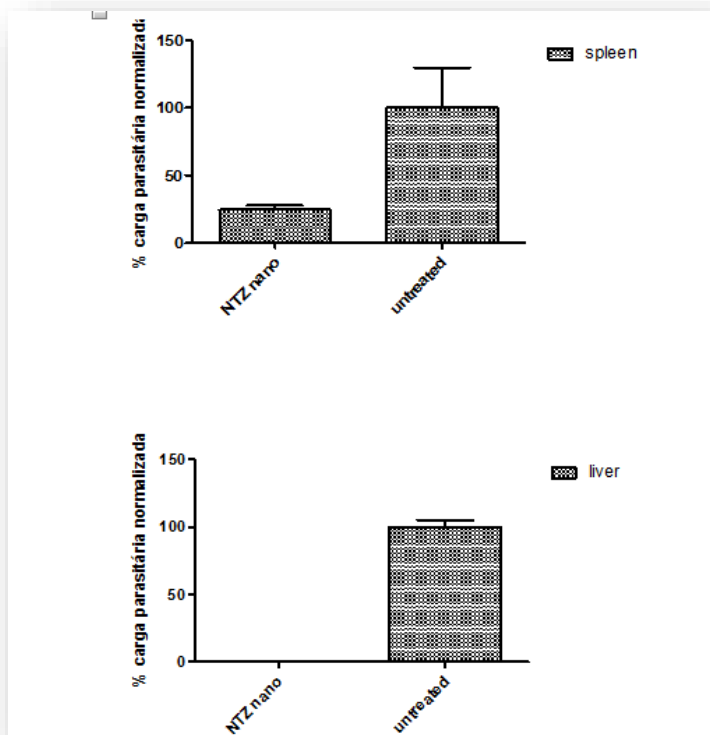 % carga parasitária normalizada
150
100
50
0
NTZ nano
untreated
spleen
% carga parasitária normalizada
150
100
50
0
NTZ nano
untreated
liver